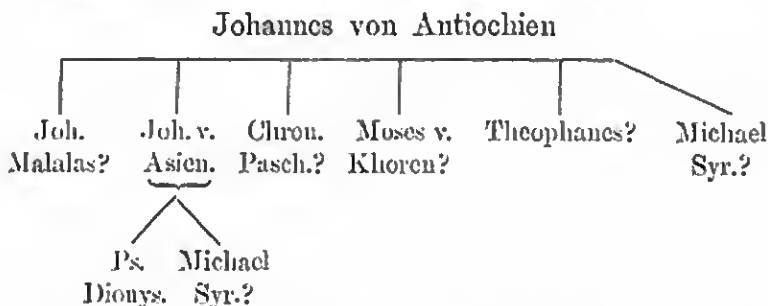 Johannes von Antiochien
Joh. Joh. v. Chron. Moses v. Theophanes? Michael
Malalas? Asien. Pasch.? Khoren? Syr.?
Ps. Michael
Dionys. Syr.?